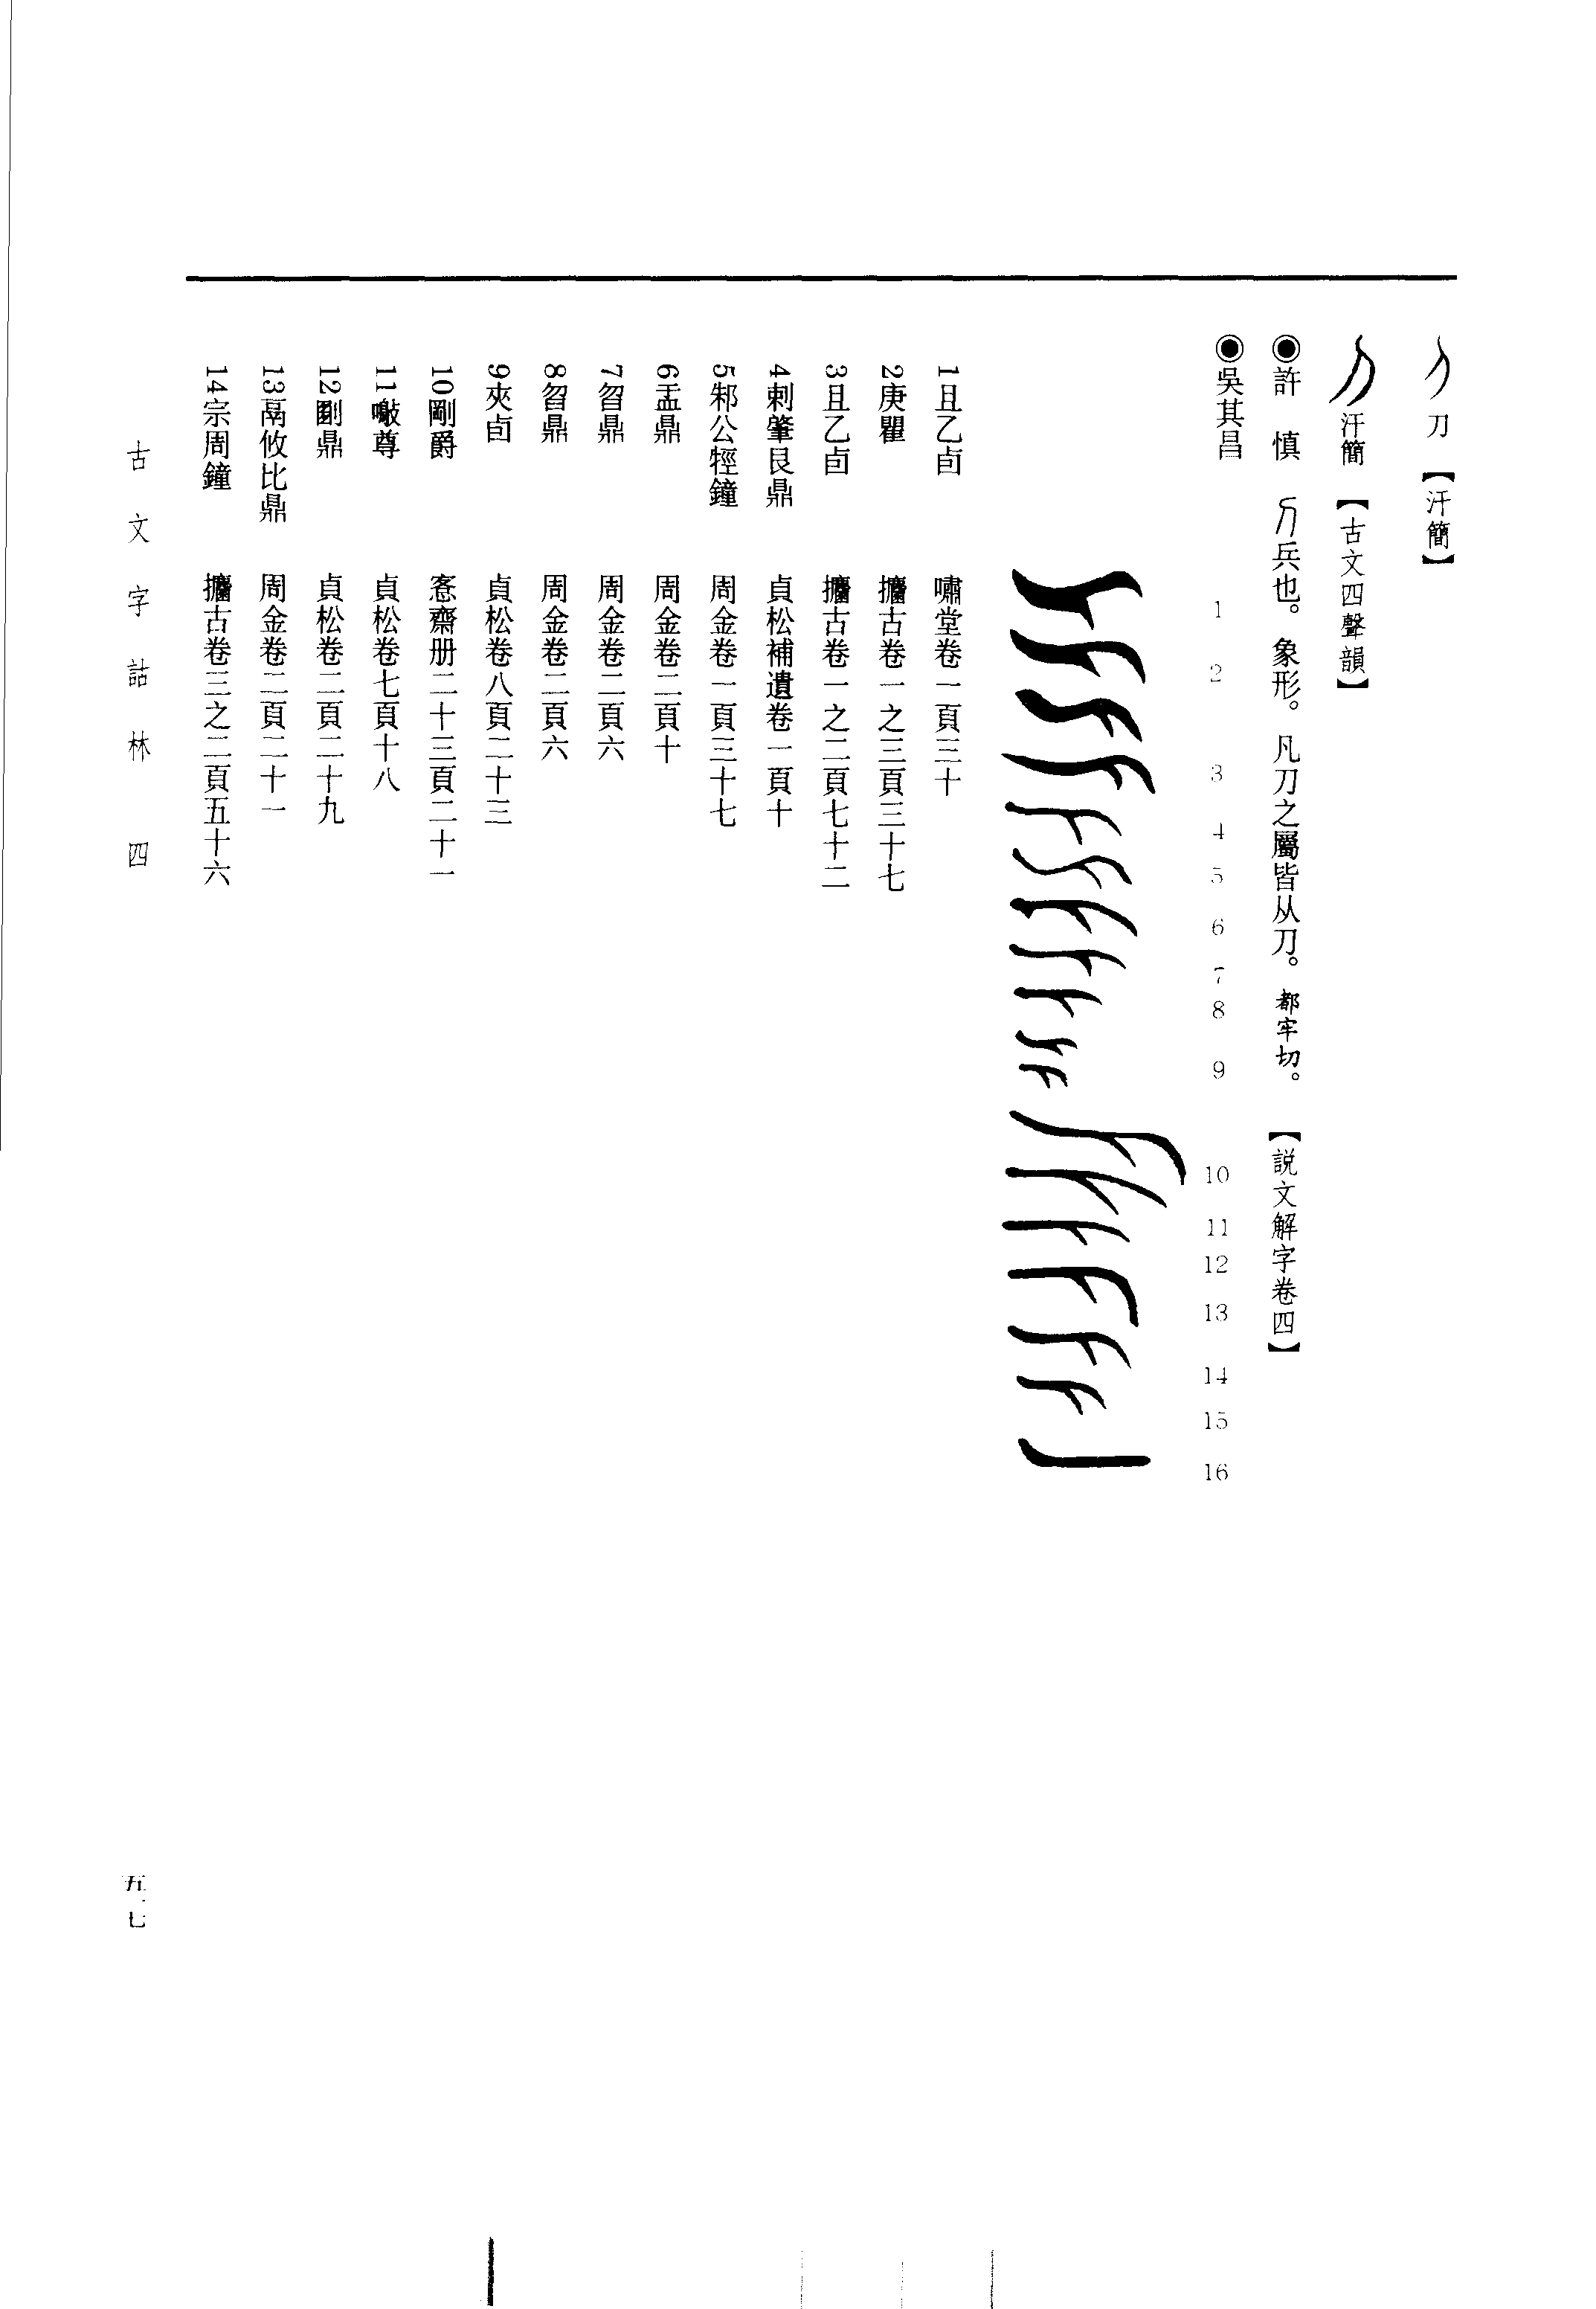 刀【汗簡】
汗簡【古文四聲韻】
◉許　慎　兵也。象形。凡刀之屬皆从刀。都牢切。【説文解字卷四】
◉吳其昌
1 2 3 4 5 6 7 8 9 10 11 12 13 14 15 16
1且乙卣　嘯堂卷一頁三十
2庚瞿　攈古卷一之三頁三十七
3且乙卣　攈古卷一之二頁七十二
4刺肇鼎　貞松補遺卷一頁十
5邾公牼鐘　周金卷一頁三十七
6盂鼎　周金卷二頁十
7曶鼎　周金卷二頁六
8曶鼎　周金卷二頁六
9夾卣　貞松卷八頁二十三
10剛爵　愙齋册二十三頁二十一
11尊　貞松卷七頁十八
12鼎　貞松卷二頁二十九
13鬲攸比鼎　周金卷二頁二十一
14宗周鐘　攈古卷三之二頁五十六
古文字詁林　四
五一七